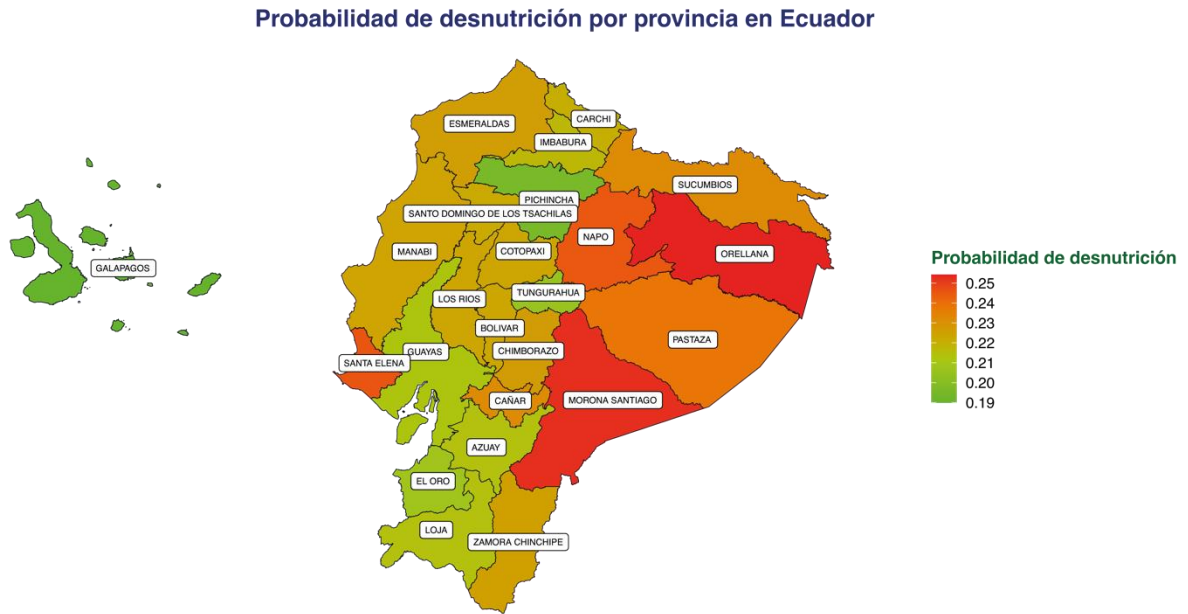 Probabilidad de desnutrición por provincia en Ecuador
ESMERALDAS
CARCHI
IMBABURA
SUCUMBIOS
PICHINCHA
SANTO DOMINGO DE LOS TSACHILAS
NAPO
MANABI
COTOPAXI
ORELLANA
GALAPAGOS
TUNGURAHUA
LOS RIOS
BOLIVAR
PASTAZA
GUAYAS
CHIMBORAZO
SANTA ELENA
CAÑAR
MORONA SANTIAGO
AZUAY
EL ORO
LOJA
ZAMORA CHINCHIPE
Probabilidad de desnutrición
0.25
0.24
0.23
0.22
0.21
0.20
0.19